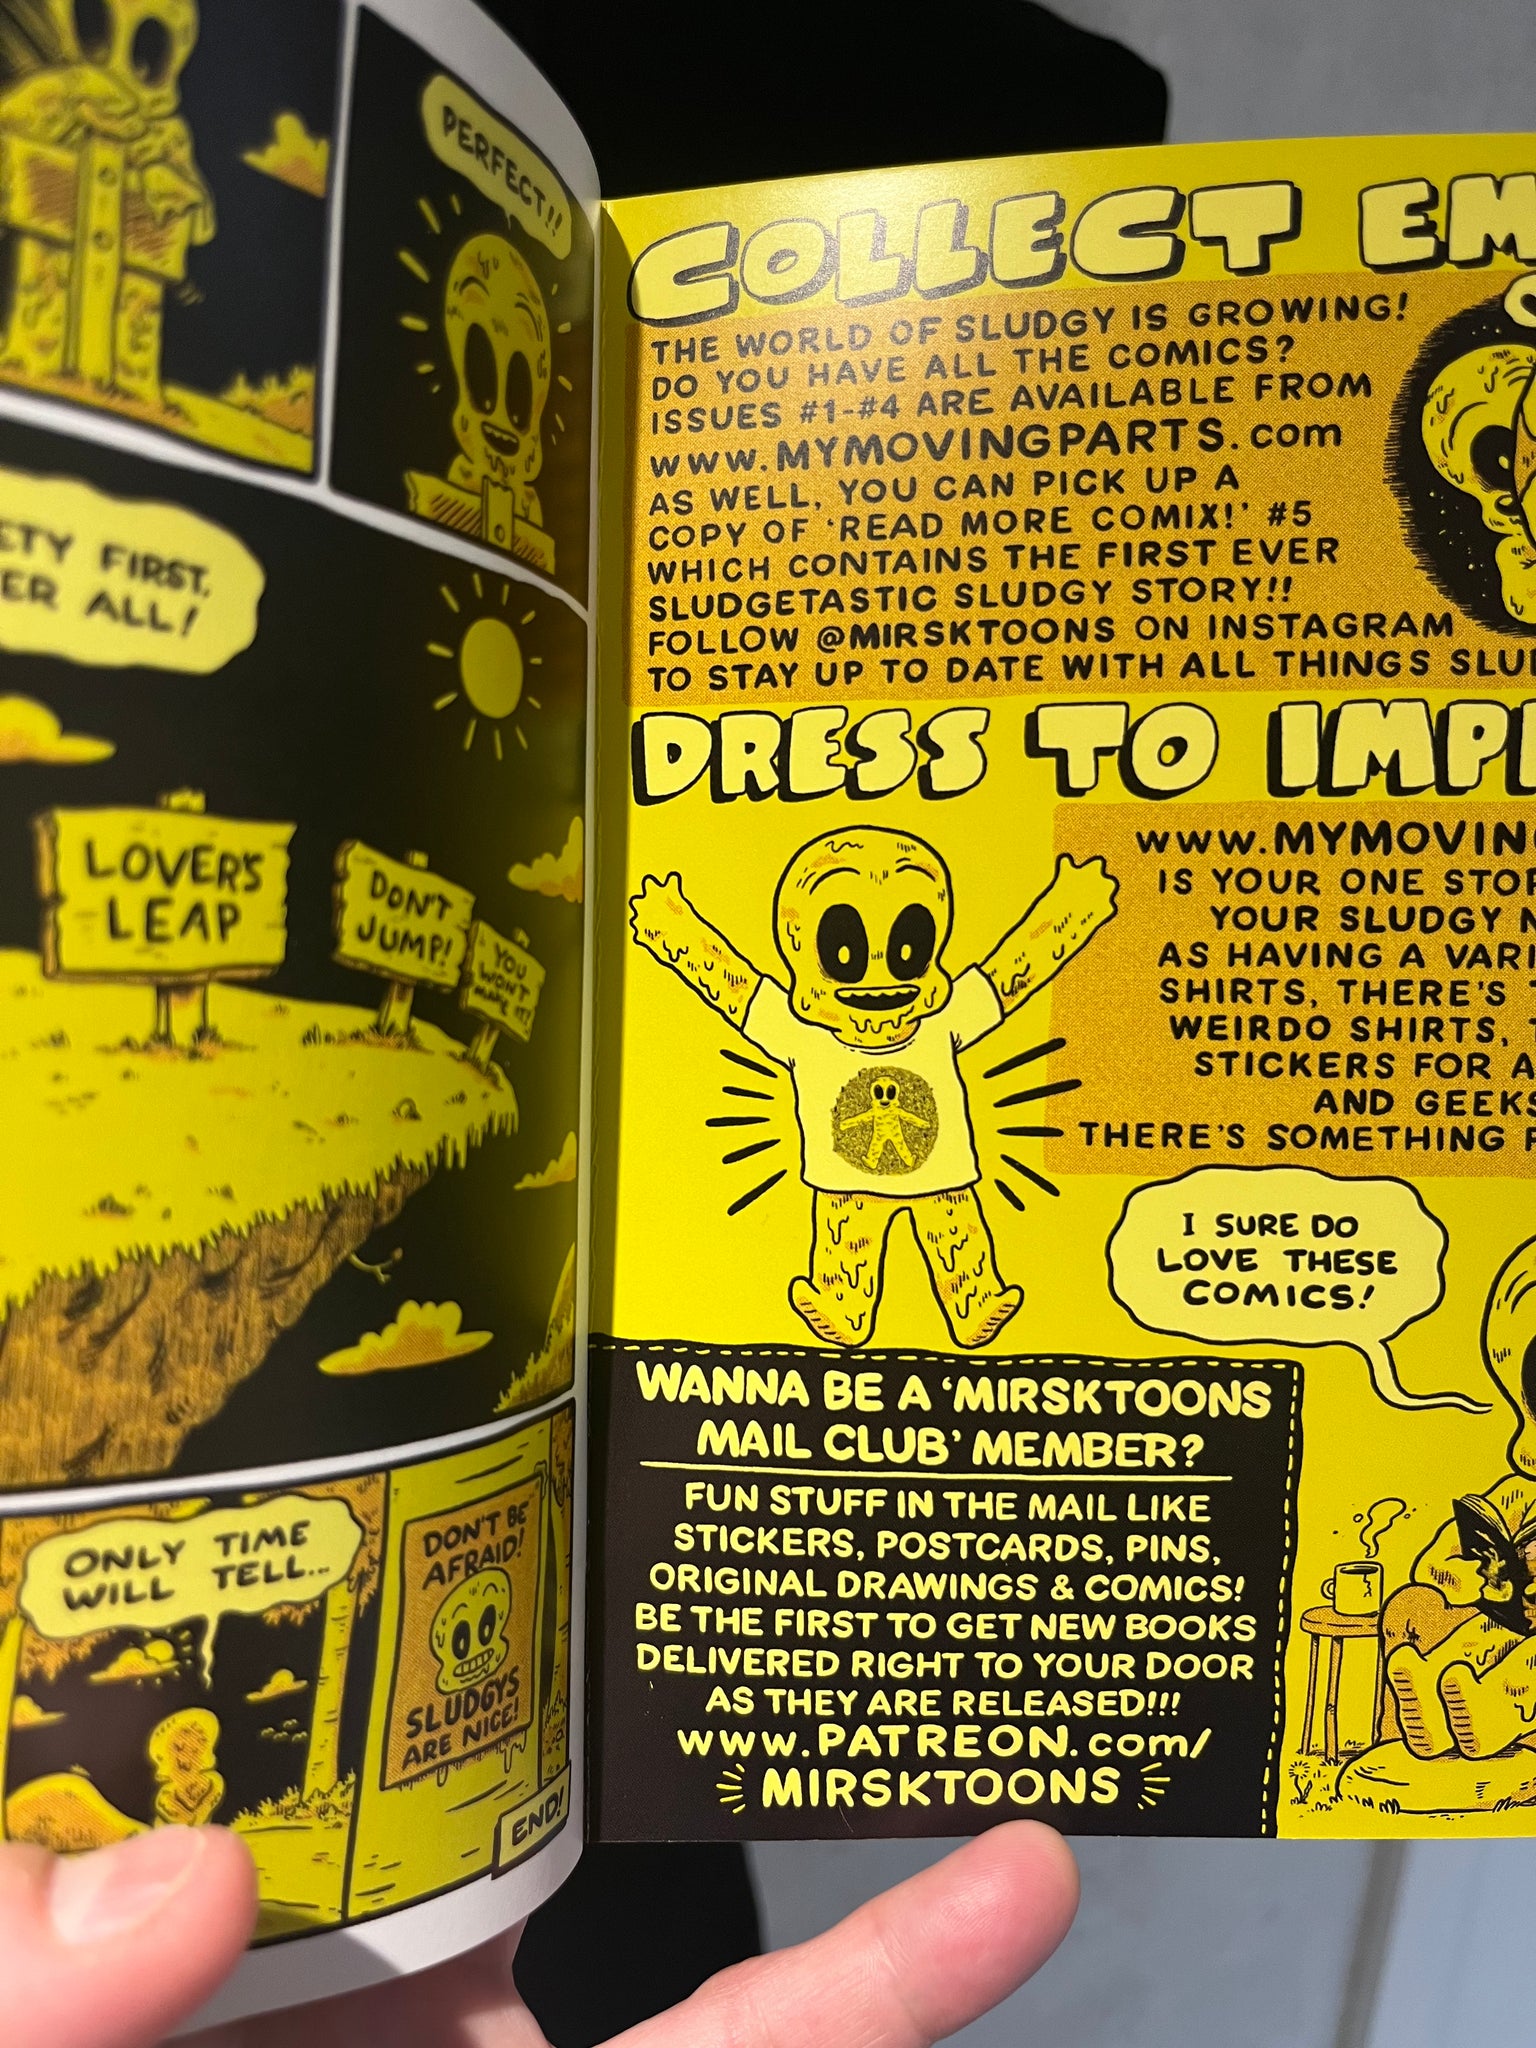 PERFECT!!
FIRST,
ALL!
LOVER'S
LEAP
DON'T
JUMP!
YOU
WON'T
MAKE IT!
ONLY TIME
WILL TELL...
DON'T BE
AFRAID!
SLUDGYS
ARE NICE!
END!
COLLECT
THE WORLD OF SLUDGY IS GROWING!
DO YOU HAVE ALL THE COMICS?
ISSUES #1-#4 ARE AVAILABLE FROM
www.MYMOVINGPARTS.com
AS WELL, YOU CAN PICK UP A
COPY OF 'READ MORE COMIX!' #5
WHICH CONTAINS THE FIRST EVER
SLUDGETASTIC SLUDGY STORY!!
FOLLOW @MIRSKTOONS ON INSTAGRAM
TO STAY UP TO DATE WITH ALL THINGS
DRESS TO
www.MYMOVIN
IS YOUR ONE
YOUR SLUDGY
AS HAVING A
SHIRTS, THERE'S
WEIRDO SHIRTS,
STICKERS FOR
AND
THERE'S SOMETHING
I SURE DO
LOVE THESE
COMICS!
WANNA BE A 'MIRSKTOONS
MAIL CLUB' MEMBER?
FUN STUFF IN THE MAIL LIKE
STICKERS, POSTCARDS, PINS,
ORIGINAL DRAWINGS & COMICS!
BE THE FIRST TO GET NEW BOOKS
DELIVERED RIGHT TO YOUR DOOR
AS THEY ARE RELEASED!!!
www.PATREON.com/
MIRSKTOONS